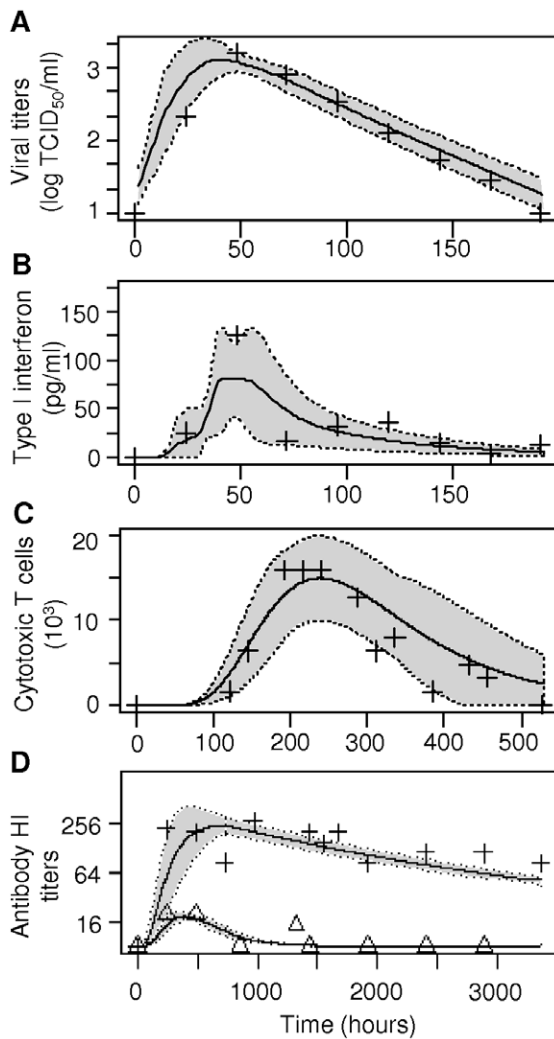 A
Viral titers
(log TCID50/ml)
3
2
1
0
50
100
150
B
Type I interferon
(pg/ml)
150
100
50
0
0
50
100
150
C
Cytotoxic T cells
(10³)
20
10
0
0
100
200
300
400
500
D
Antibody HI
titers
256
64
16
0
1000
2000
3000
Time (hours)